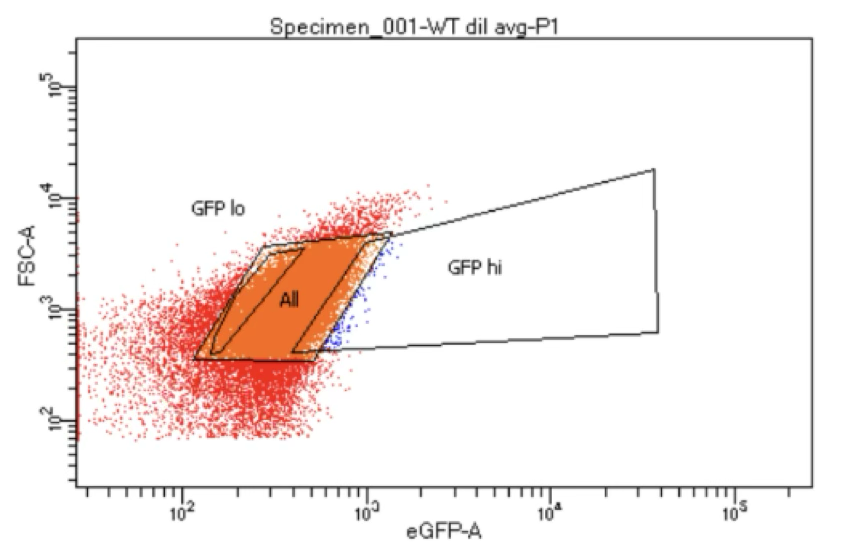 Specimen_001-WT dil avg-P1
FSC-A
10^5
10^4
10^3
10^2
GFP lo
GFP hi
All
10^2 10^3 10^4 10^5
eGFP-A